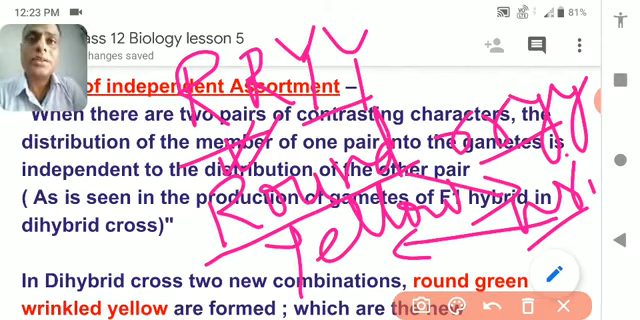 12:23 PM
81%
ass 12 Biology lesson 5
changes saved
of independent Assortment –
"When there are two pairs of contrasting characters, the
distribution of the member of one pair into the gametes is
independent to the distribution of the other pair
( As is seen in the production of gametes of F1 hybrid in
dihybrid cross)"
RRYY
Round
Yellow
In Dihybrid cross two new combinations, round green
wrinkled yellow are formed ; which are the new